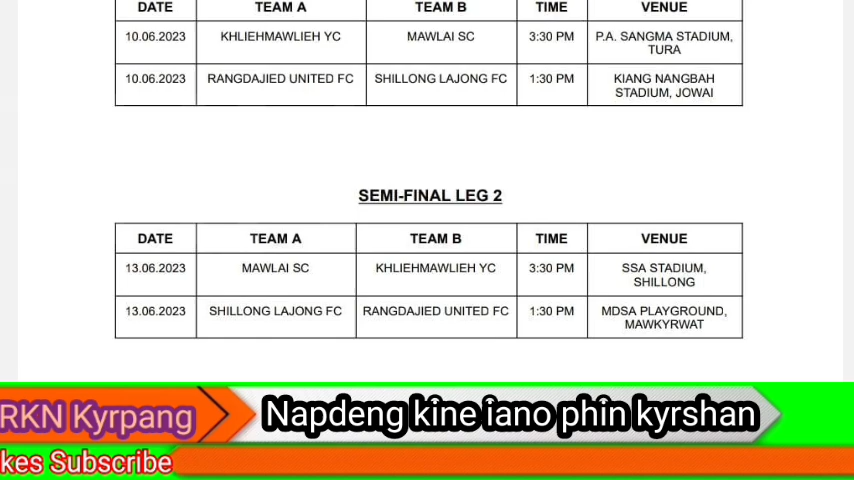 DATE TEAM A TEAM B TIME VENUE
10.06.2023 KHLIEHMAWLIEH YC MAWLAI SC 3:30 PM P.A. SANGMA STADIUM,
TURA
10.06.2023 RANGDAJIED UNITED FC SHILLONG LAJONG FC 1:30 PM KIANG NANGBAH
STADIUM, JOWAI
SEMI-FINAL LEG 2
DATE TEAM A TEAM B TIME VENUE
13.06.2023 MAWLAI SC KHLIEHMAWLIEH YC 3:30 PM SSA STADIUM,
SHILLONG
13.06.2023 SHILLONG LAJONG FC RANGDAJIED UNITED FC 1:30 PM MDSA PLAYGROUND,
MAWKYRWAT
RKN Kyrpang Napdeng kine ïano phin kyrshan
kes Subscribe